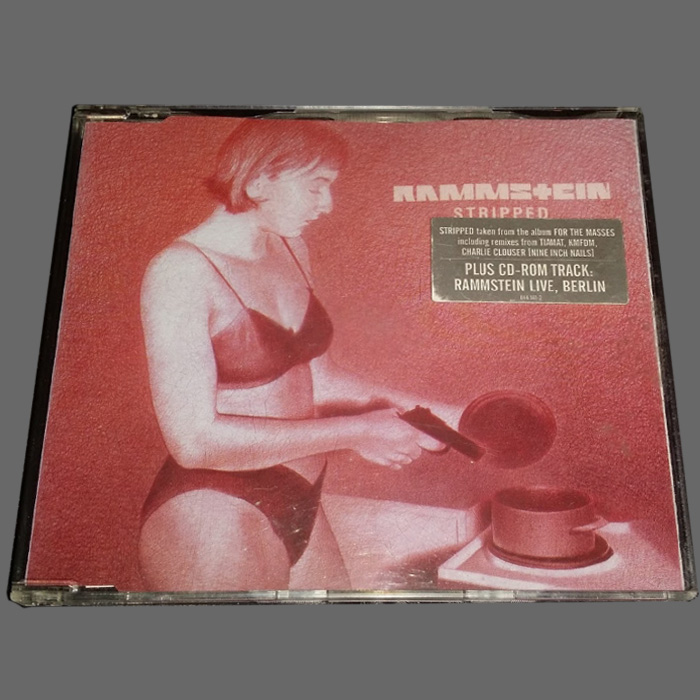 RAMMSTEIN
STRIPPED
STRIPPED taken from the album FOR THE MASSES
including remixes from TIAMAT, KMFDM,
CHARLIE CLOUSER [NINE INCH NAILS]
PLUS CD-ROM TRACK:
RAMMSTEIN LIVE, BERLIN